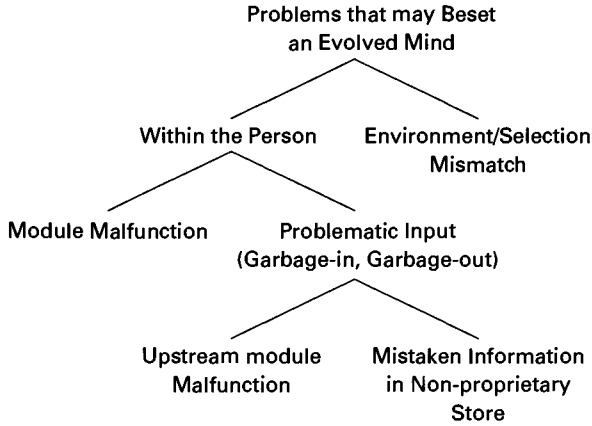 Problems that may Beset
an Evolved Mind
Within the Person
Environment/Selection
Mismatch
Module Malfunction
Problematic Input
(Garbage-in, Garbage-out)
Upstream module
Malfunction
Mistaken Information
in Non-proprietary
Store